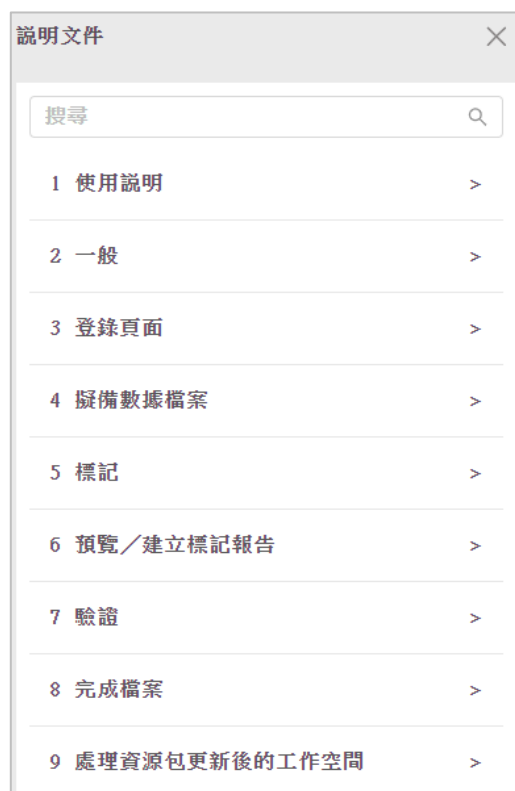 説明文件
搜尋
1 使用説明 >
2 一般 >
3 登錄頁面 >
4 擬備數據檔案 >
5 標記 >
6 預覽／建立標記報告 >
7 驗證 >
8 完成檔案 >
9 處理資源包更新後的工作空間 >